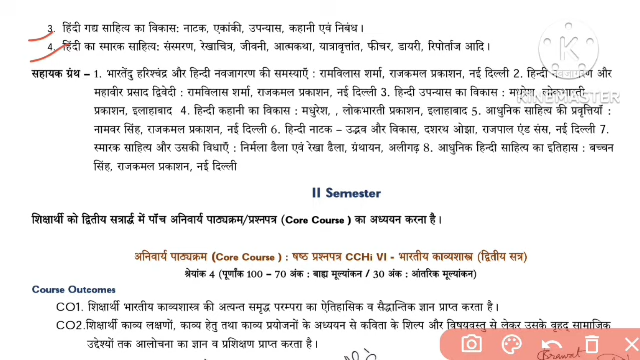 3. हिंदी गद्य साहित्य का विकास: नाटक, एकांकी, उपन्यास, कहानी एवं निबंध।
4. हिंदी का स्मारक साहित्य: संस्मरण, रेखाचित्र, जीवनी, आत्मकथा, यात्रावृत्तांत, फीचर, डायरी, रिपोर्ताज आदि।
सहायक ग्रंथ – 1. भारतेंदु हरिश्चंद्र और हिन्दी नवजागरण की समस्याएँ : रामविलास शर्मा, राजकमल प्रकाशन, नई दिल्ली 2. हिन्दी नवजागरण और
महावीर प्रसाद द्विवेदी : रामविलास शर्मा, राजकमल प्रकाशन, नई दिल्ली 3. हिन्दी उपन्यास का विकास : मधुरेश, लोकभारती
प्रकाशन, इलाहाबाद 4. हिन्दी कहानी का विकास : मधुरेश, , लोकभारती प्रकाशन, इलाहाबाद 5. आधुनिक साहित्य की प्रवृत्तियाँ :
नामवर सिंह, राजकमल प्रकाशन, नई दिल्ली 6. हिन्दी नाटक – उद्भव और विकास, दशरथ ओझा, राजपाल एंड संस, नई दिल्ली 7.
स्मारक साहित्य और उसकी विधाएँ : निर्मला ढैला एवं रेखा ढैला, ग्रंथायन, अलीगढ़ 8. आधुनिक हिन्दी साहित्य का इतिहास : बच्चन
सिंह, राजकमल प्रकाशन, नई दिल्ली
KINEMASTER
II Semester
शिक्षार्थी को द्वितीय सत्रार्द्ध में पाँच अनिवार्य पाठ्यक्रम/प्रश्नपत्र (Core Course) का अध्ययन करना है।
अनिवार्य पाठ्यक्रम (Core Course) : षष्ठ प्रश्नपत्र CCHi VI - भारतीय काव्यशास्त्र (द्वितीय सत्र)
श्रेयांक 4 (पूर्णांक 100 – 70 अंक : बाह्य मूल्यांकन / 30 अंक : आंतरिक मूल्यांकन)
Course Outcomes
CO1. शिक्षार्थी भारतीय काव्यशास्त्र की अत्यन्त समृद्ध परम्परा का ऐतिहासिक व सैद्धान्तिक ज्ञान प्राप्त करता है।
CO2. शिक्षार्थी काव्य लक्षणों, काव्य हेतु तथा काव्य प्रयोजनों के अध्ययन से कविता के शिल्प और विषयवस्तु से लेकर उसके वृहद सामाजिक
उद्देश्यों तक आलोचना का ज्ञान व प्रशिक्षण प्राप्त करता है।